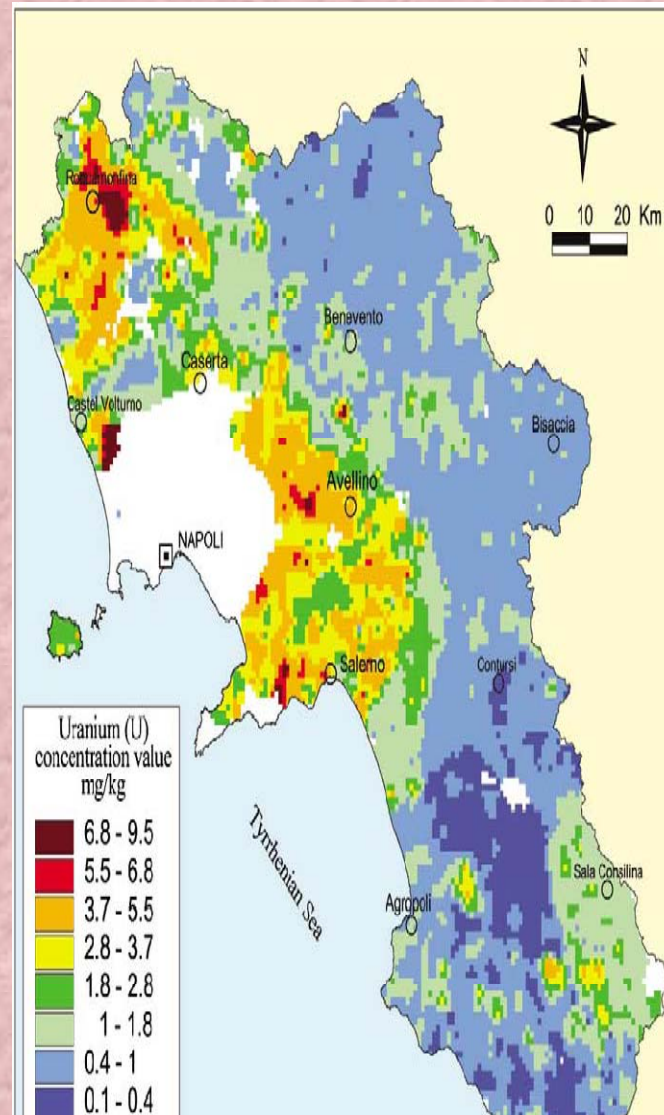 N
0 10 20 Km
Roccamonfina
Benevento
Caserta
Castel Volturno
Bisaccia
Avellino
NAPOLI
Salerno
Contursi
Uranium (U)
concentration value
mg/kg
6.8 - 9.5
5.5 - 6.8
3.7 - 5.5
2.8 - 3.7
1.8 - 2.8
1 - 1.8
0.4 - 1
0.1 - 0.4
Tyrrhenian Sea
Sala Consilina
Agropoli